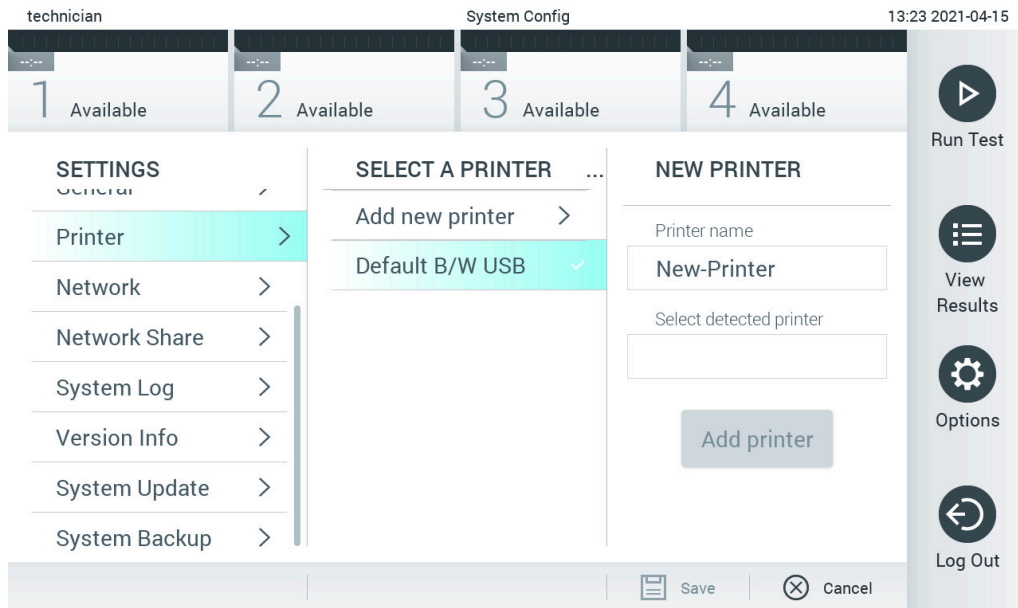 technician
System Config
13:23 2021-04-15
--:--
1 Available
--:--
2 Available
--:--
3 Available
--:--
4 Available
SETTINGS
General
Printer
Network
Network Share
System Log
Version Info
System Update
System Backup
SELECT A PRINTER ...
Add new printer
Default B/W USB
NEW PRINTER
Printer name
New-Printer
Select detected printer
Add printer
Save
Cancel
Run Test
View
Results
Options
Log Out